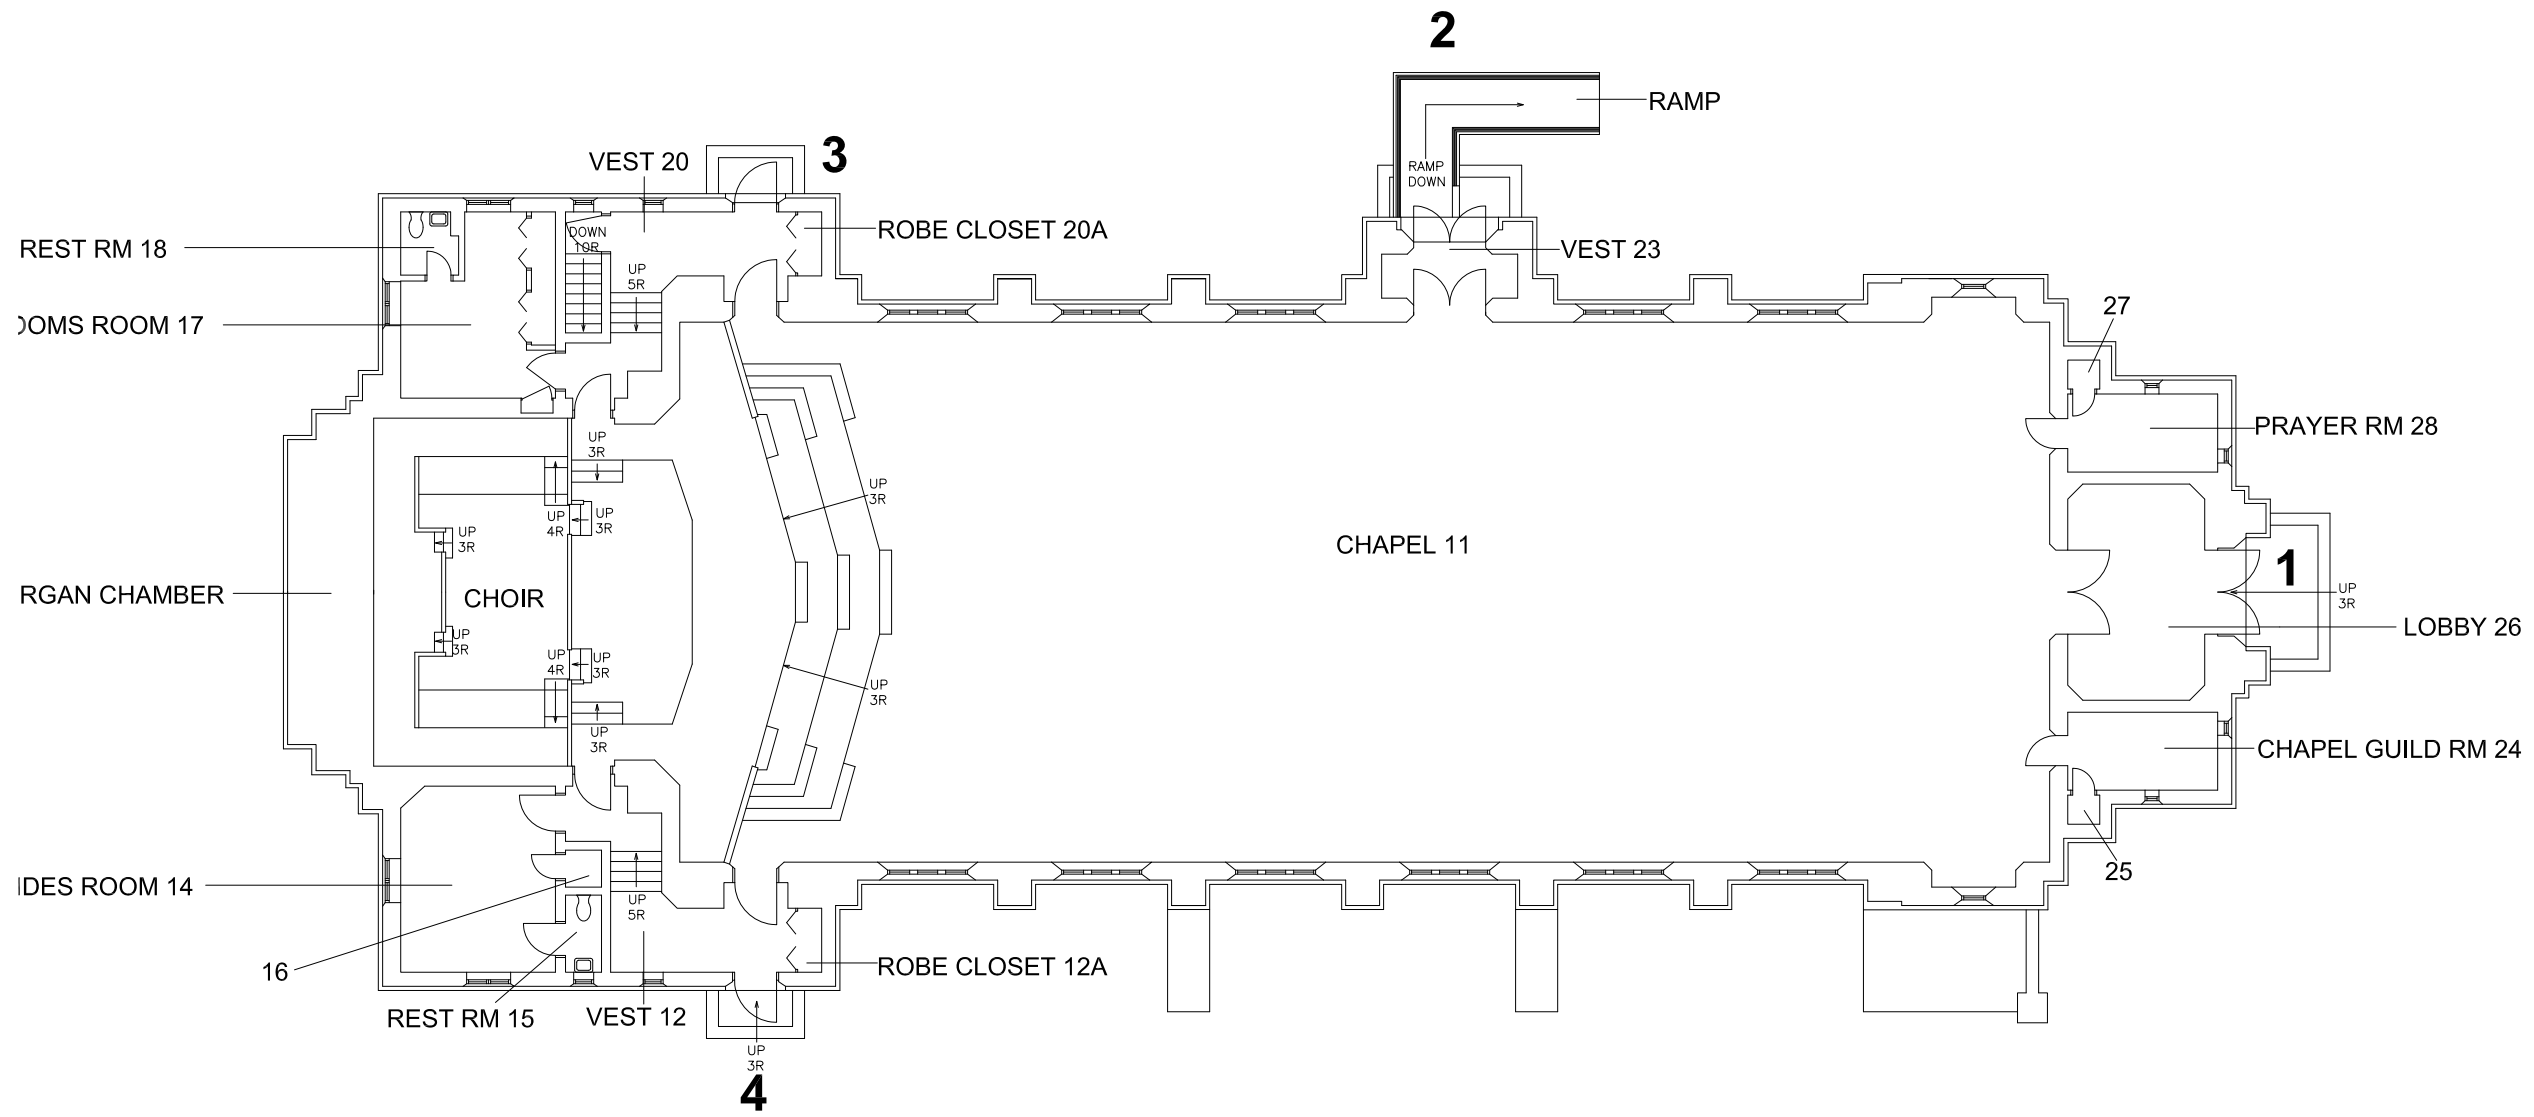 2
RAMP
RAMP
DOWN
3
VEST 20
ROBE CLOSET 20A
VEST 23
REST RM 18
DOWN
10R
UP
5R
OOMS ROOM 17
27
PRAYER RM 28
UP
3R
UP
3R
UP
4R
UP
3R
UP
3R
CHAPEL 11
1
UP
3R
RGAN CHAMBER
CHOIR
LOBBY 26
UP
3R
UP
4R
UP
3R
UP
3R
UP
3R
CHAPEL GUILD RM 24
IDES ROOM 14
25
UP
5R
16
ROBE CLOSET 12A
REST RM 15
VEST 12
UP
3R
4